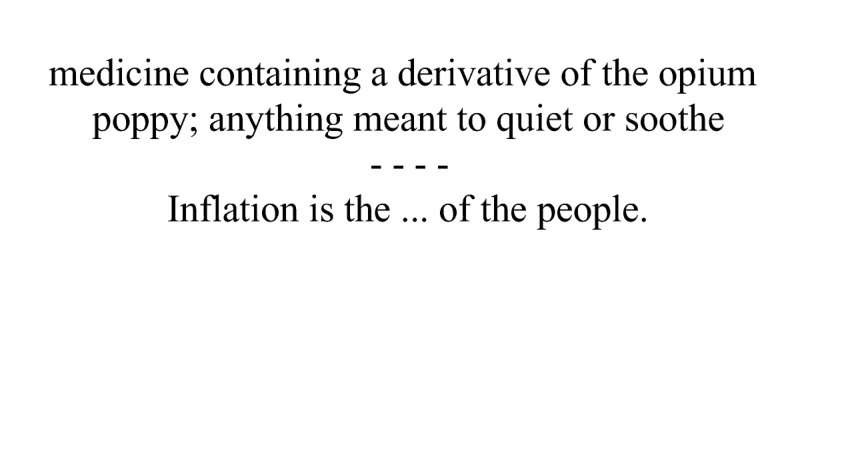 medicine containing a derivative of the opium
poppy; anything meant to quiet or soothe
- - - -
Inflation is the ... of the people.